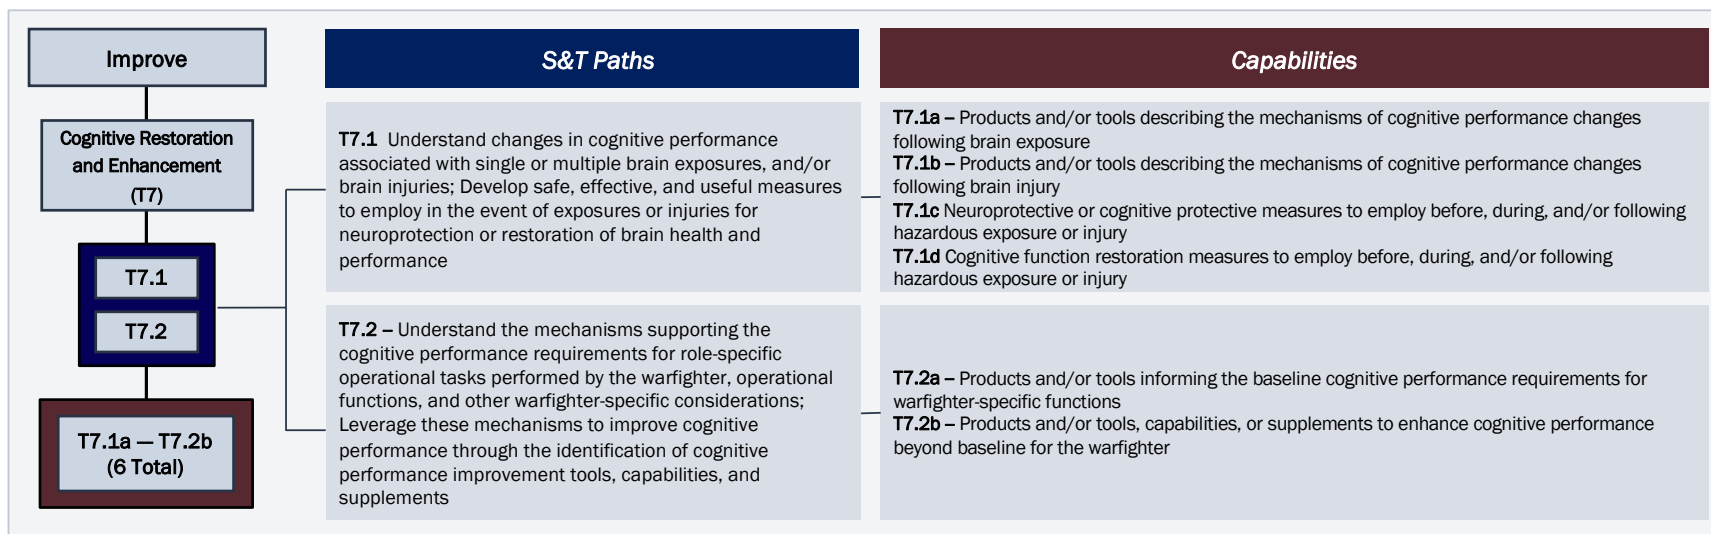 Improve
Cognitive Restoration
and Enhancement
(T7)
T7.1
T7.2
T7.1a — T7.2b
(6 Total)
S&T Paths
T7.1 Understand changes in cognitive performance
associated with single or multiple brain exposures, and/or
brain injuries; Develop safe, effective, and useful measures
to employ in the event of exposures or injuries for
neuroprotection or restoration of brain health and
performance
T7.2 – Understand the mechanisms supporting the
cognitive performance requirements for role-specific
operational tasks performed by the warfighter, operational
functions, and other warfighter-specific considerations;
Leverage these mechanisms to improve cognitive
performance through the identification of cognitive
performance improvement tools, capabilities, and
supplements
Capabilities
T7.1a – Products and/or tools describing the mechanisms of cognitive performance changes
following brain exposure
T7.1b – Products and/or tools describing the mechanisms of cognitive performance changes
following brain injury
T7.1c Neuroprotective or cognitive protective measures to employ before, during, and/or following
hazardous exposure or injury
T7.1d Cognitive function restoration measures to employ before, during, and/or following
hazardous exposure or injury
T7.2a – Products and/or tools informing the baseline cognitive performance requirements for
warfighter-specific functions
T7.2b – Products and/or tools, capabilities, or supplements to enhance cognitive performance
beyond baseline for the warfighter